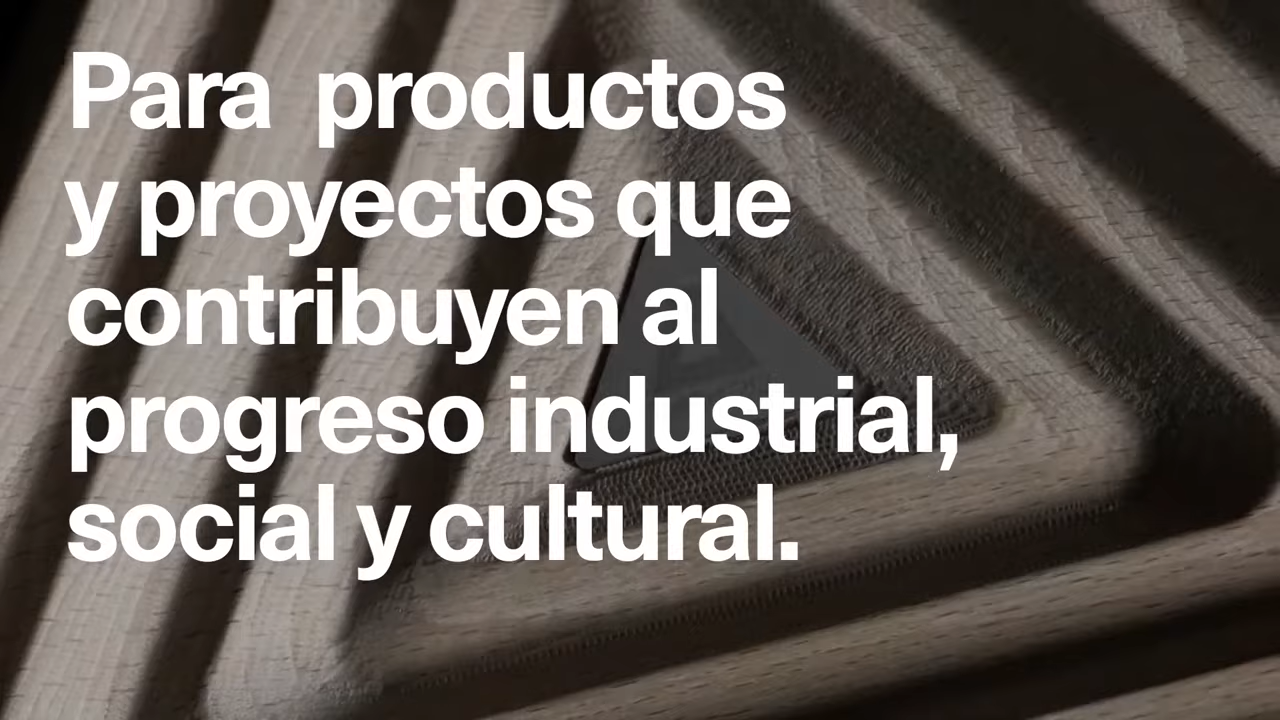 Para  productos
y proyectos que
contribuyen al
progreso industrial,
social y cultural.